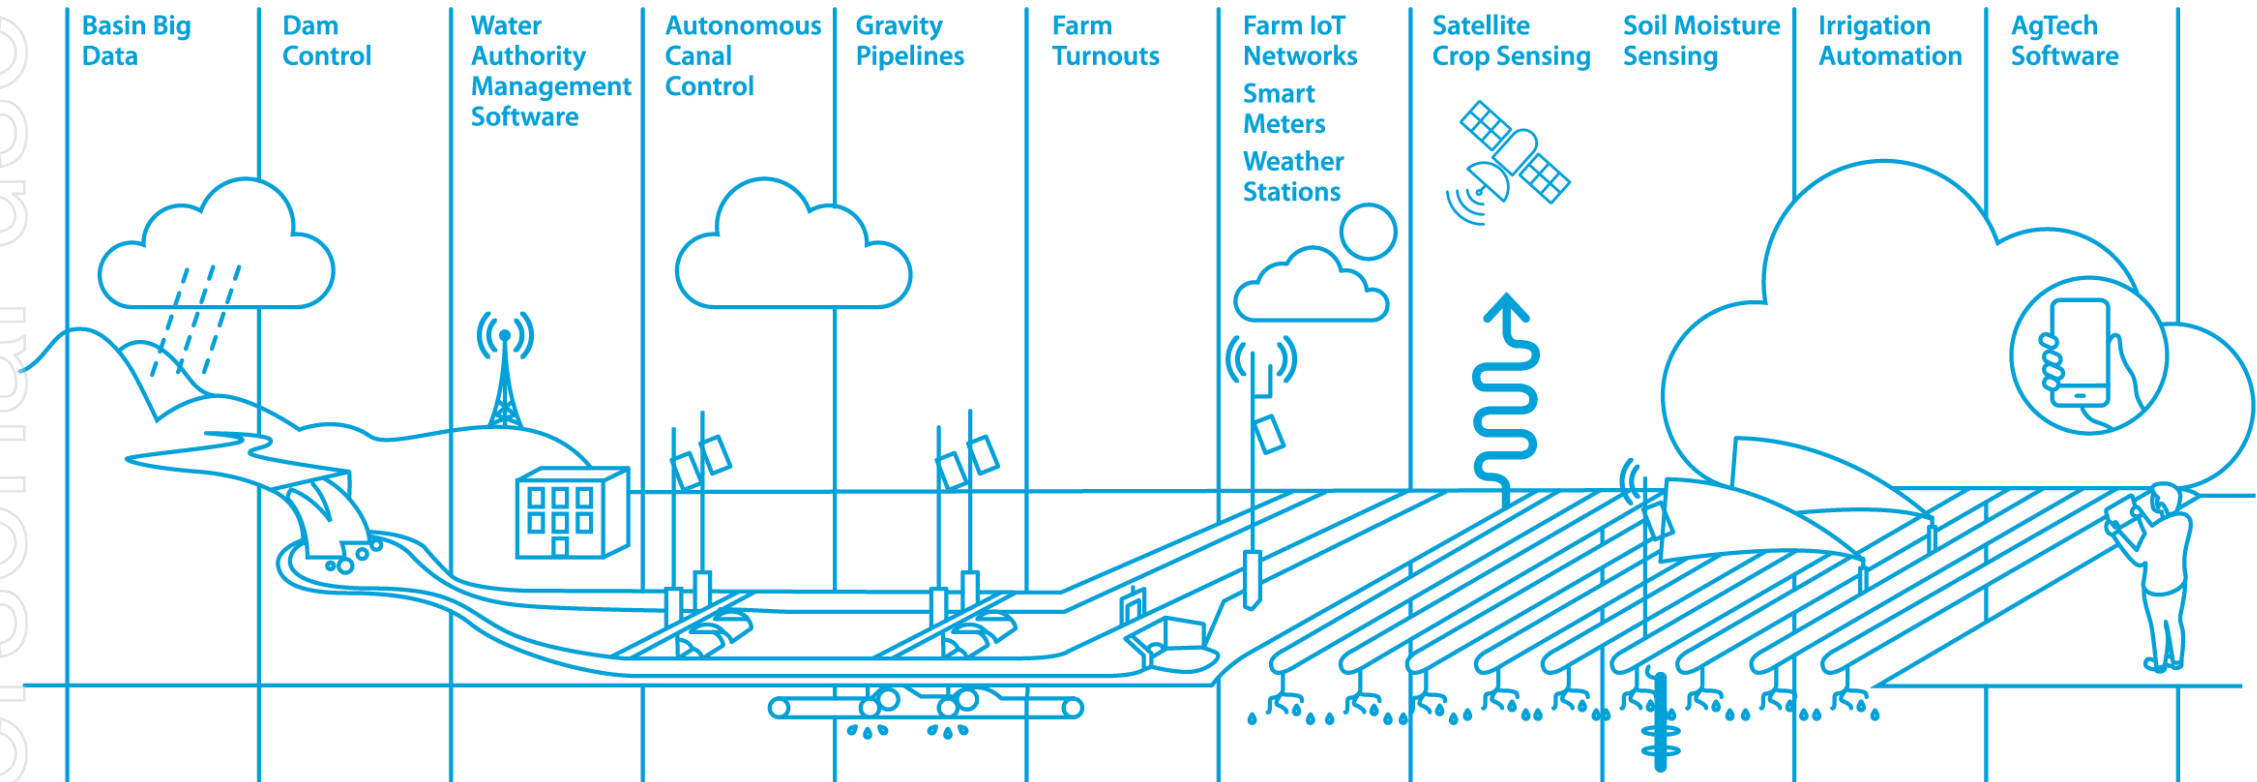 Basin Big
Data
Dam
Control
Water
Authority
Management
Software
Autonomous
Canal
Control
Gravity
Pipelines
Farm
Turnouts
Farm IoT
Networks
Smart
Meters
Weather
Stations
Satellite
Crop Sensing
Soil Moisture
Sensing
Irrigation
Automation
AgTech
Software